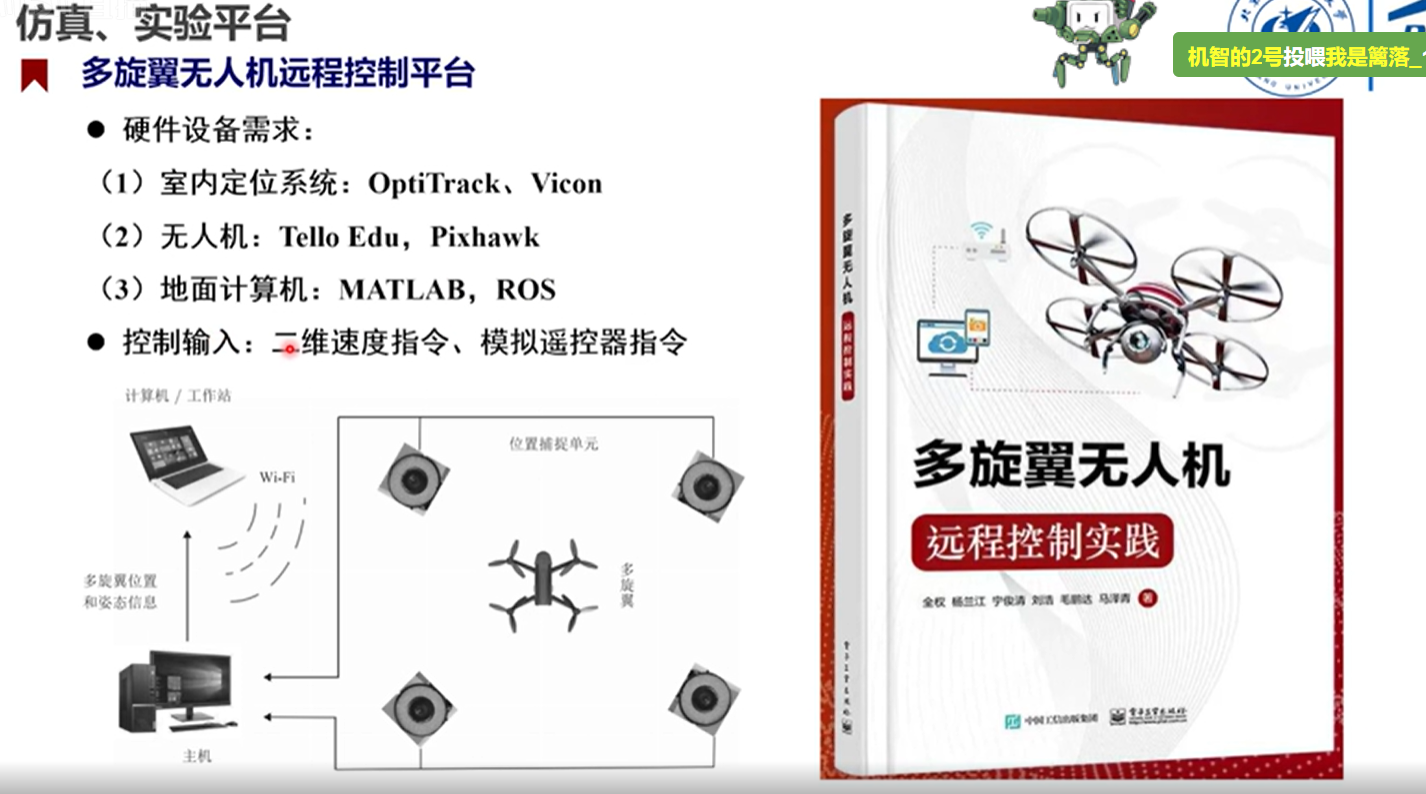 仿真、实验平台
多旋翼无人机远程控制平台
机智的2号投喂我是篱落_
● 硬件设备需求：
（1）室内定位系统：OptiTrack、Vicon
（2）无人机：Tello Edu，Pixhawk
（3）地面计算机：MATLAB，ROS
● 控制输入：二维速度指令、模拟遥控器指令
计算机 / 工作站
Wi-Fi
位置捕捉单元
多旋翼
多旋翼位置
和姿态信息
主机
多旋翼无人机
远程控制实践
多旋翼无人机
远程控制实践
全权 杨兰江 宁俊清 刘浩 毛鹏达 马泽青 著
电子工业出版社
中国工信出版集团 电子工业出版社